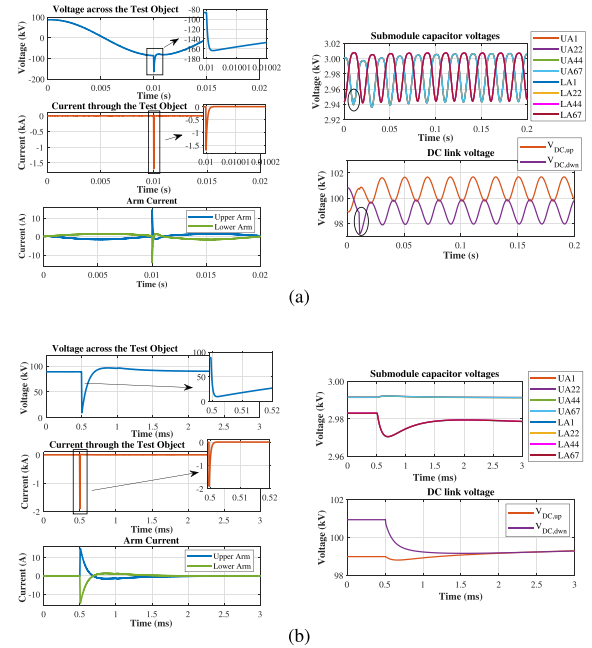 Voltage across the Test Object
Voltage (kV)
100
0
-100
-200
0
0.005
0.01
0.015
0.02
Time (s)
-80
-100
-120
-140
-160
-180
0.01
0.01001
0.01002
Current through the Test Object
Current (kA)
0
-0.5
-1
-1.5
0
0.005
0.01
0.015
0.02
Time (s)
0
-0.5
-1
-1.5
0.01
0.01001
0.01002
Arm Current
Current (A)
10
0
-10
0
0.005
0.01
0.015
0.02
Time (s)
Upper Arm
Lower Arm
Submodule capacitor voltages
Voltage (kV)
3.02
3.00
2.98
2.96
2.94
2.92
0
0.05
0.1
0.15
0.2
Time (s)
UA1
UA22
UA44
UA67
LA1
LA22
LA44
LA67
DC link voltage
Voltage (kV)
102
100
98
0
0.05
0.1
0.15
0.2
Time (s)
V_DC,up
V_DC,dwn
(a)
Voltage across the Test Object
Voltage (kV)
100
50
0
0
0.5
1
1.5
2
2.5
3
Time (ms)
100
50
0
0.5
0.51
0.52
Current through the Test Object
Current (kA)
0
-1
-2
0
0.5
1
1.5
2
2.5
3
Time (ms)
0
-1
-2
0.5
0.51
0.52
Arm Current
Current (A)
10
0
-10
0
0.5
1
1.5
2
2.5
3
Time (ms)
Upper Arm
Lower Arm
Submodule capacitor voltages
Voltage (kV)
3.00
2.98
2.96
0
0.5
1
1.5
2
2.5
3
Time (ms)
UA1
UA22
UA44
UA67
LA1
LA22
LA44
LA67
DC link voltage
Voltage (kV)
102
100
98
0
0.5
1
1.5
2
2.5
3
Time (ms)
V_DC,up
V_DC,dwn
(b)